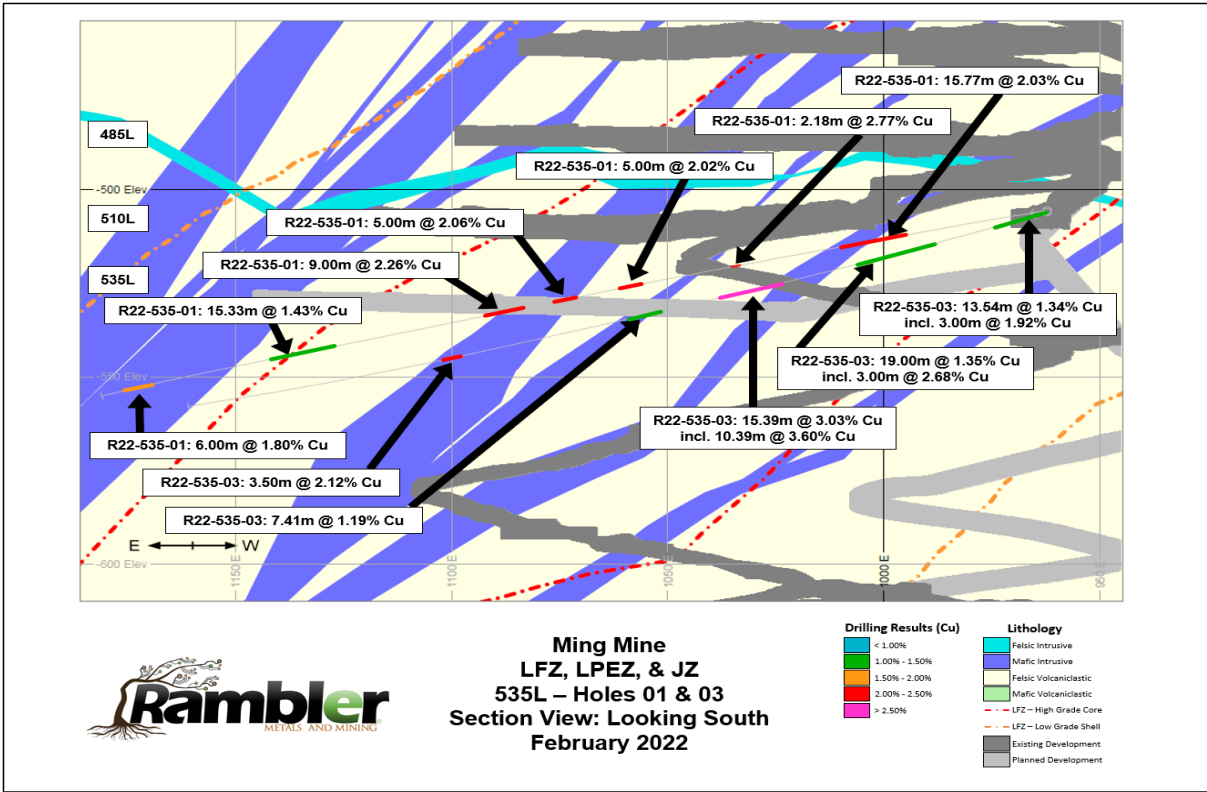 R22-535-01: 15.77m @ 2.03% Cu
R22-535-01: 2.18m @ 2.77% Cu
485L
R22-535-01: 5.00m @ 2.02% Cu
-500 Elev
510L
R22-535-01: 5.00m @ 2.06% Cu
R22-535-01: 9.00m @ 2.26% Cu
535L
R22-535-01: 15.33m @ 1.43% Cu
R22-535-03: 13.54m @ 1.34% Cu
incl. 3.00m @ 1.92% Cu
R22-535-03: 19.00m @ 1.35% Cu
incl. 3.00m @ 2.68% Cu
-550 Elev
R22-535-03: 15.39m @ 3.03% Cu
incl. 10.39m @ 3.60% Cu
R22-535-01: 6.00m @ 1.80% Cu
R22-535-03: 3.50m @ 2.12% Cu
R22-535-03: 7.41m @ 1.19% Cu
E W
-600 Elev
1150 E
1100 E
1050 E
1000 E
950 E
Rambler
METALS AND MINING
Ming Mine
LFZ, LPEZ, & JZ
535L – Holes 01 & 03
Section View: Looking South
February 2022
Drilling Results (Cu)
< 1.00%
1.00% - 1.50%
1.50% - 2.00%
2.00% - 2.50%
> 2.50%
Lithology
Felsic Intrusive
Mafic Intrusive
Felsic Volcaniclastic
Mafic Volcaniclastic
LFZ – High Grade Core
LFZ – Low Grade Shell
Existing Development
Planned Development